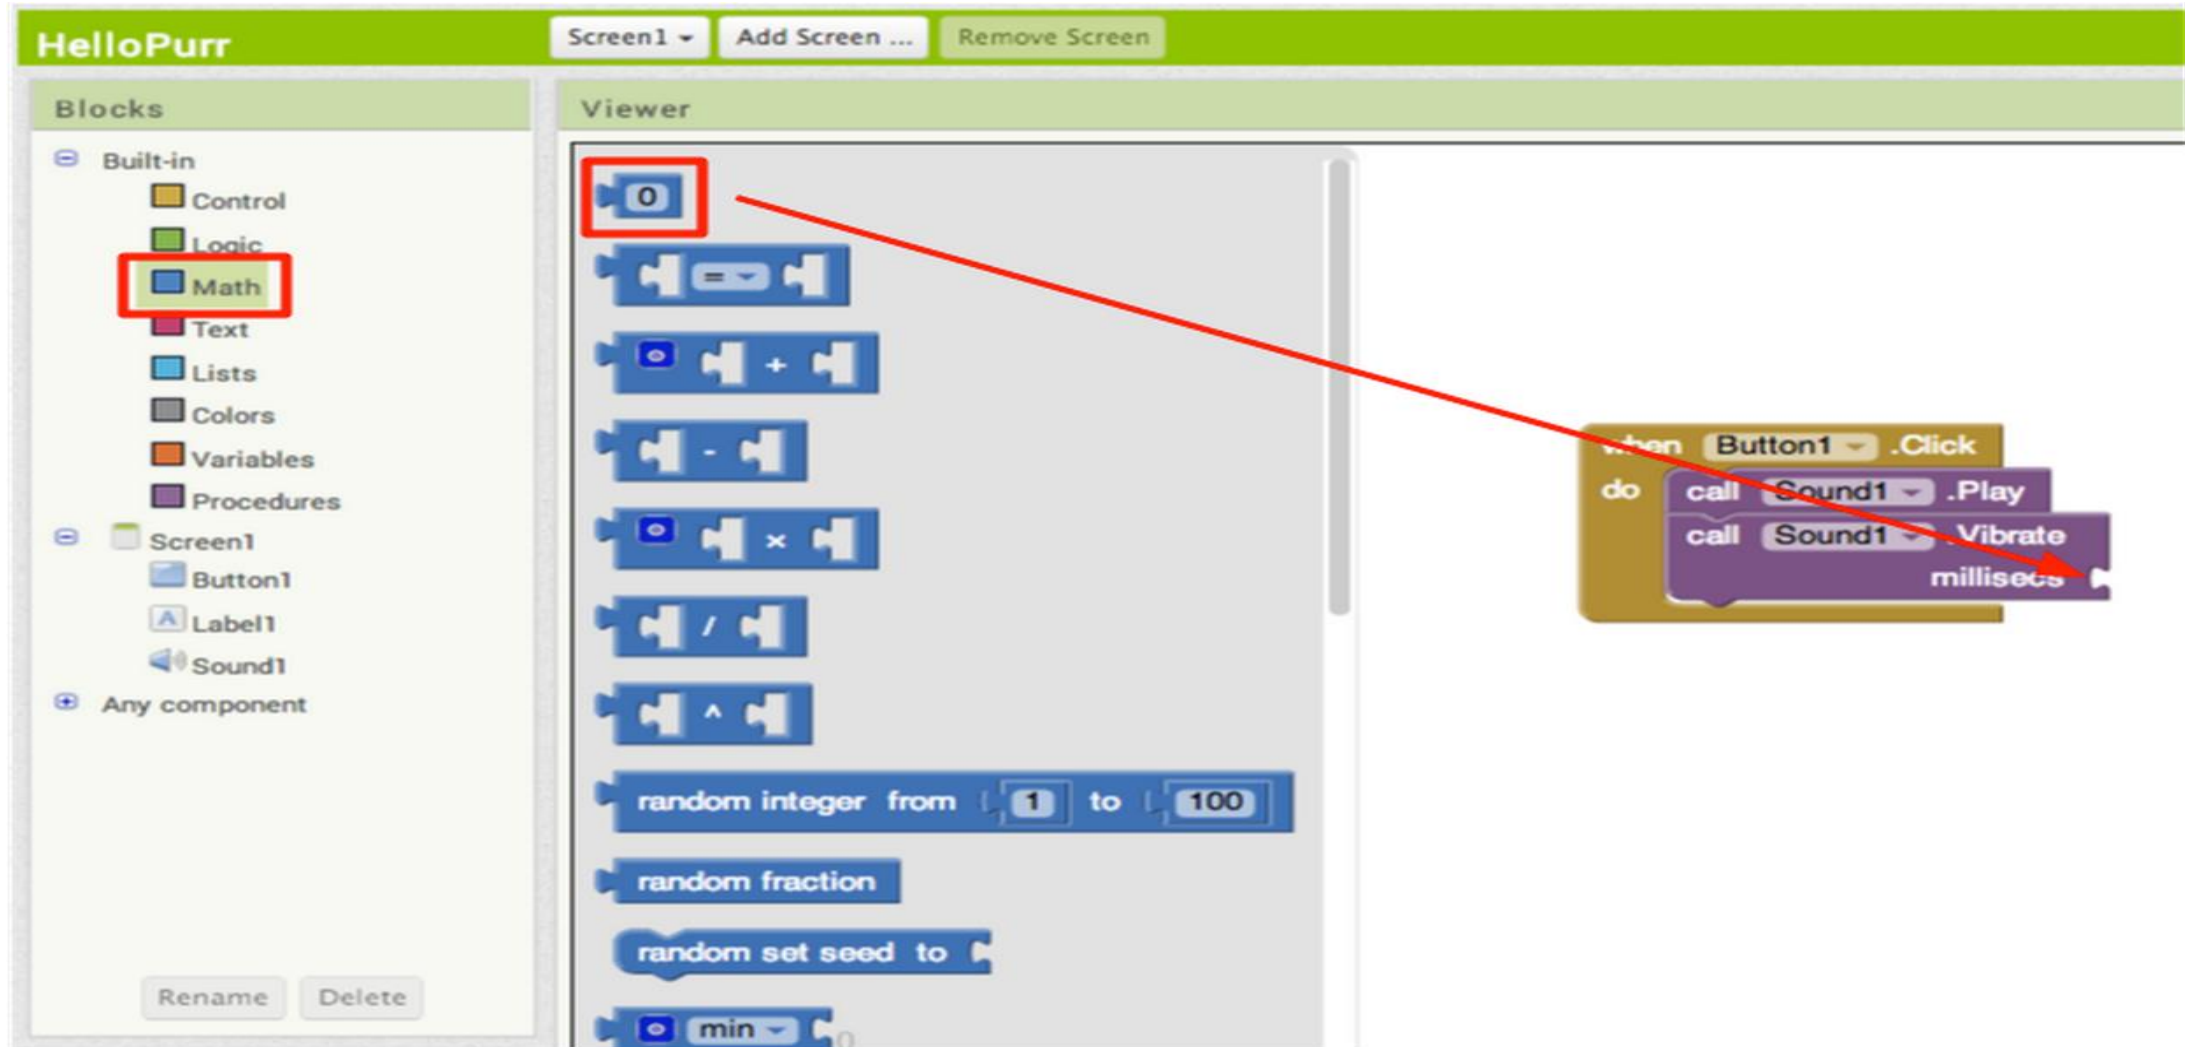 HelloPurr
Screen1 Add Screen ... Remove Screen
Blocks
Built-in
Control
Logic
Math
Text
Lists
Colors
Variables
Procedures
Screen1
Button1
Label1
Sound1
Any component
Rename Delete
Viewer
0
=
+
-
×
/
^
random integer from 1 to 100
random fraction
random set seed to
min
when Button1 .Click
do call Sound1 .Play
call Sound1 .Vibrate
millisecs